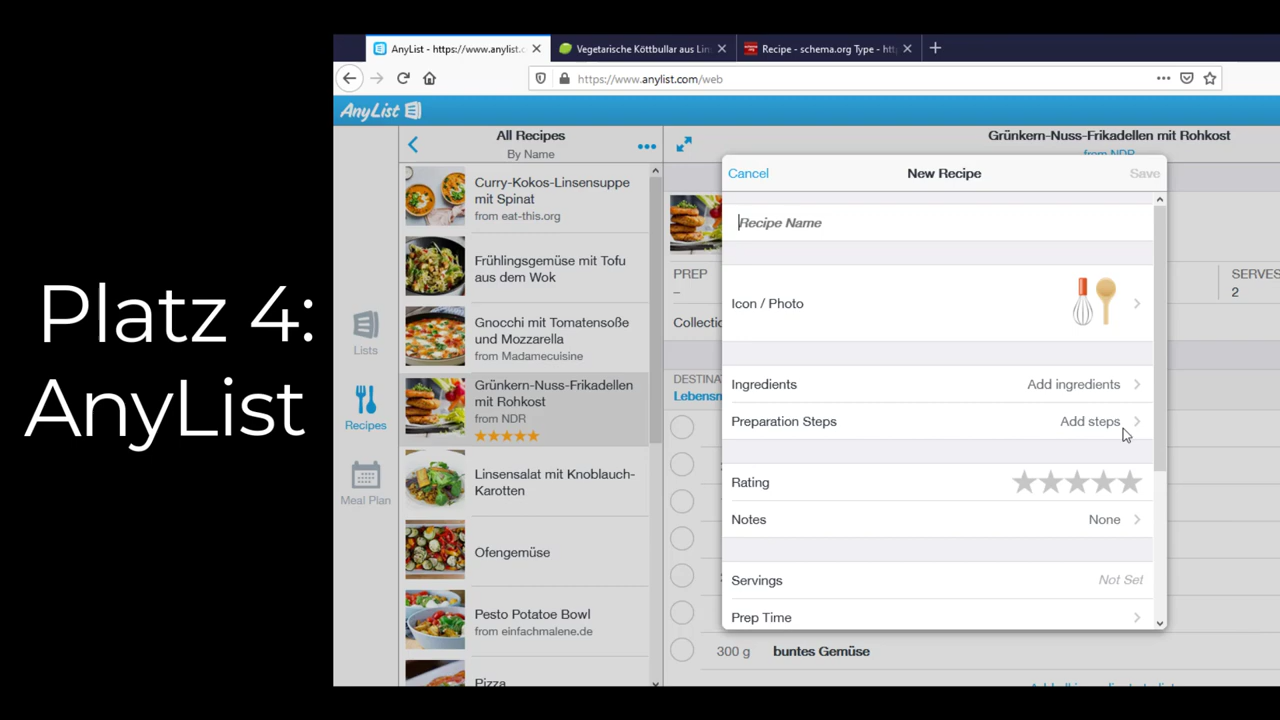 Platz 4:
AnyList
AnyList - https://www.anylist.c
Vegetarische Köttbullar aus Lin
Recipe - schema.org Type - htt
https://www.anylist.com/web
AnyList
All Recipes
By Name
Grünkern-Nuss-Frikadellen mit Rohkost
from NDR
Lists
Recipes
Meal Plan
Curry-Kokos-Linsensuppe
mit Spinat
from eat-this.org
Frühlingsgemüse mit Tofu
aus dem Wok
Gnocchi mit Tomatensoße
und Mozzarella
from Madamecuisine
Grünkern-Nuss-Frikadellen
mit Rohkost
from NDR
Linsensalat mit Knoblauch-
Karotten
Ofengemüse
Pesto Potatoe Bowl
from einfachmalene.de
Pizza
PREP
–
SERVES
2
Collectio
DESTINA
Lebensm
Cancel
New Recipe
Save
Recipe Name
Icon / Photo
Ingredients
Add ingredients
Preparation Steps
Add steps
Rating
Notes
None
Servings
Not Set
Prep Time
300 g
buntes Gemüse